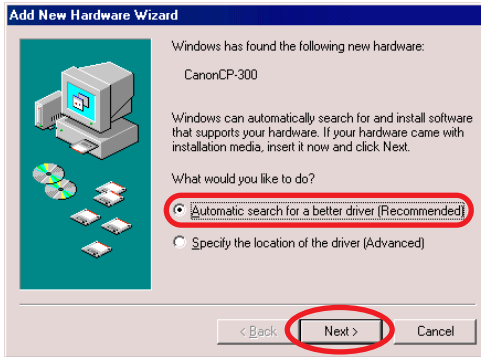 Add New Hardware Wizard
Windows has found the following new hardware:
CanonCP-300
Windows can automatically search for and install software
that supports your hardware. If your hardware came with
installation media, insert it now and click Next.
What would you like to do?
Automatic search for a better driver (Recommended)
Specify the location of the driver (Advanced)
< Back Next > Cancel